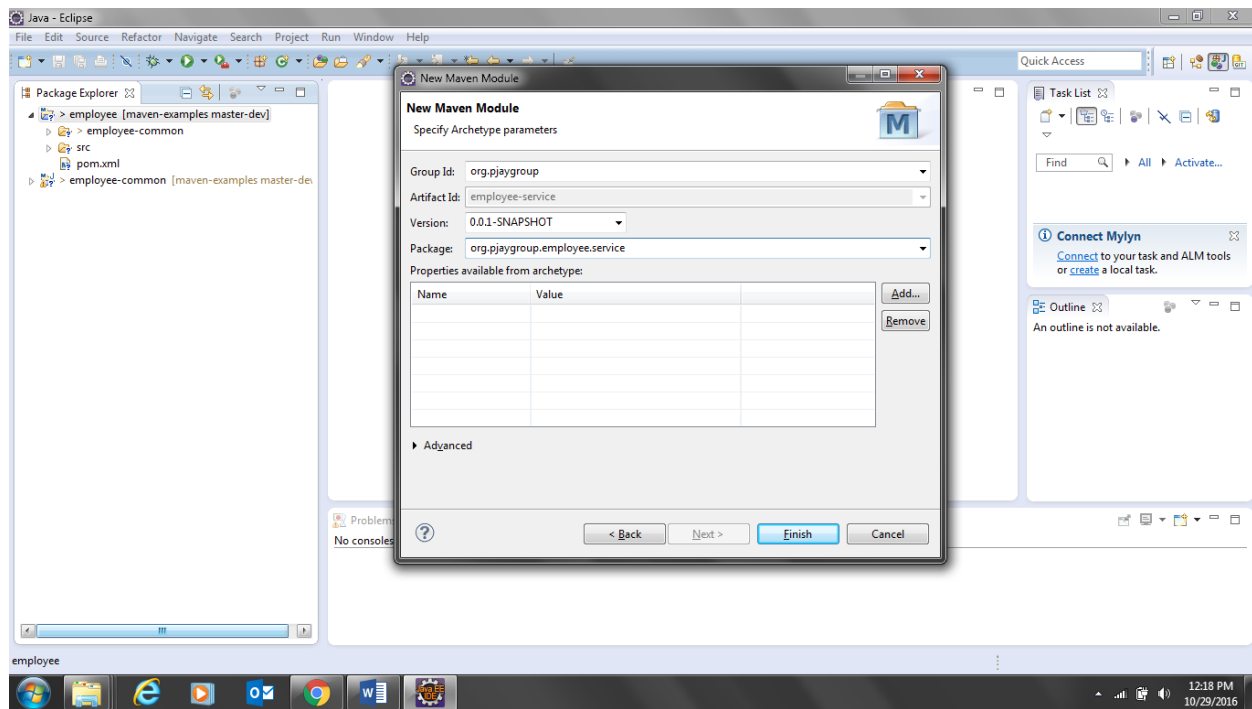 Java - Eclipse
File Edit Source Refactor Navigate Search Project Run Window Help
Quick Access
Package Explorer
> employee [maven-examples master-dev]
> employee-common
src
pom.xml
> employee-common [maven-examples master-dev
New Maven Module
New Maven Module
Specify Archetype parameters
M
Group Id: org.pjaygroup
Artifact Id: employee-service
Version: 0.0.1-SNAPSHOT
Package: org.pjaygroup.employee.service
Properties available from archetype:
Name Value
Add...
Remove
Advanced
< Back Next > Finish Cancel
Problem
No consoles
Task List
Find All Activate...
Connect Mylyn
Connect to your task and ALM tools
or create a local task.
Outline
An outline is not available.
employee
12:18 PM
10/29/2016